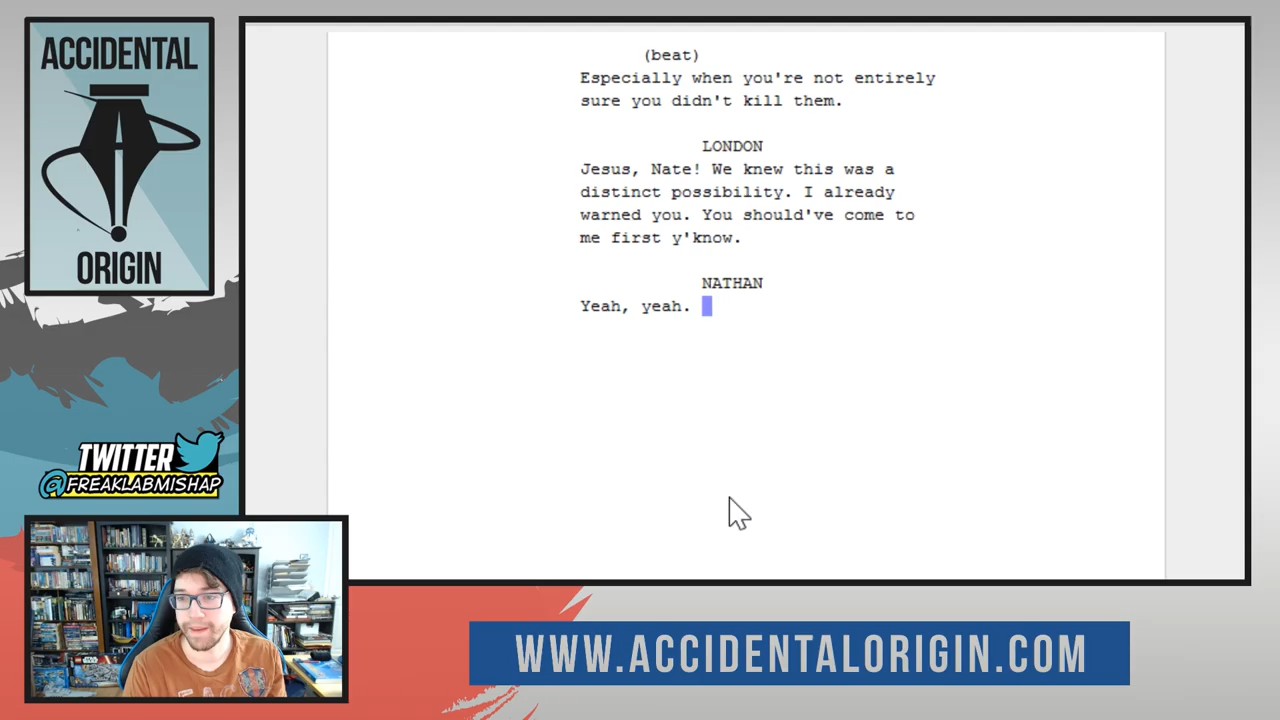 ACCIDENTAL
ORIGIN
TWITTER
@FREAKLABMISHAP
(beat)
Especially when you're not entirely
sure you didn't kill them.
LONDON
Jesus, Nate! We knew this was a
distinct possibility. I already
warned you. You should've come to
me first y'know.
NATHAN
Yeah, yeah.
WWW.ACCIDENTALORIGIN.COM